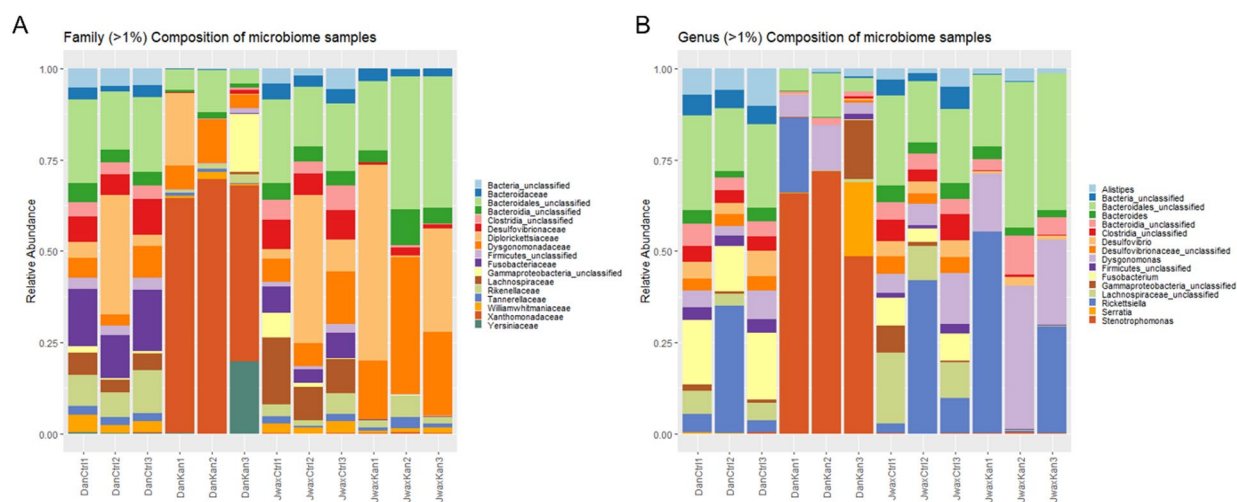 A
Family (>1%) Composition of microbiome samples
Relative Abundance
1.00
0.75
0.50
0.25
0.00
DanCtrl1
DanCtrl2
DanCtrl3
DanKan1
DanKan2
DanKan3
JwaxCtrl1
JwaxCtrl2
JwaxCtrl3
JwaxKan1
JwaxKan2
JwaxKan3
Bacteria_unclassified
Bacteroidaceae
Bacteroidales_unclassified
Bacteroidia_unclassified
Clostridia_unclassified
Desulfovibrionaceae
Diplorickettsiaceae
Dysgonomonadaceae
Firmicutes_unclassified
Fusobacteriaceae
Gammaproteobacteria_unclassified
Lachnospiraceae
Rikenellaceae
Tannerellaceae
Williamwhitmaniaceae
Xanthomonadaceae
Yersiniaceae
B
Genus (>1%) Composition of microbiome samples
Relative Abundance
1.00
0.75
0.50
0.25
0.00
DanCtrl1
DanCtrl2
DanCtrl3
DanKan1
DanKan2
DanKan3
JwaxCtrl1
JwaxCtrl2
JwaxCtrl3
JwaxKan1
JwaxKan2
JwaxKan3
Alistipes
Bacteria_unclassified
Bacteroidales_unclassified
Bacteroides
Bacteroidia_unclassified
Clostridia_unclassified
Desulfovibrio
Desulfovibrionaceae_unclassified
Dysgonomonas
Firmicutes_unclassified
Fusobacterium
Gammaproteobacteria_unclassified
Lachnospiraceae_unclassified
Rickettsiella
Serratia
Stenotrophomonas